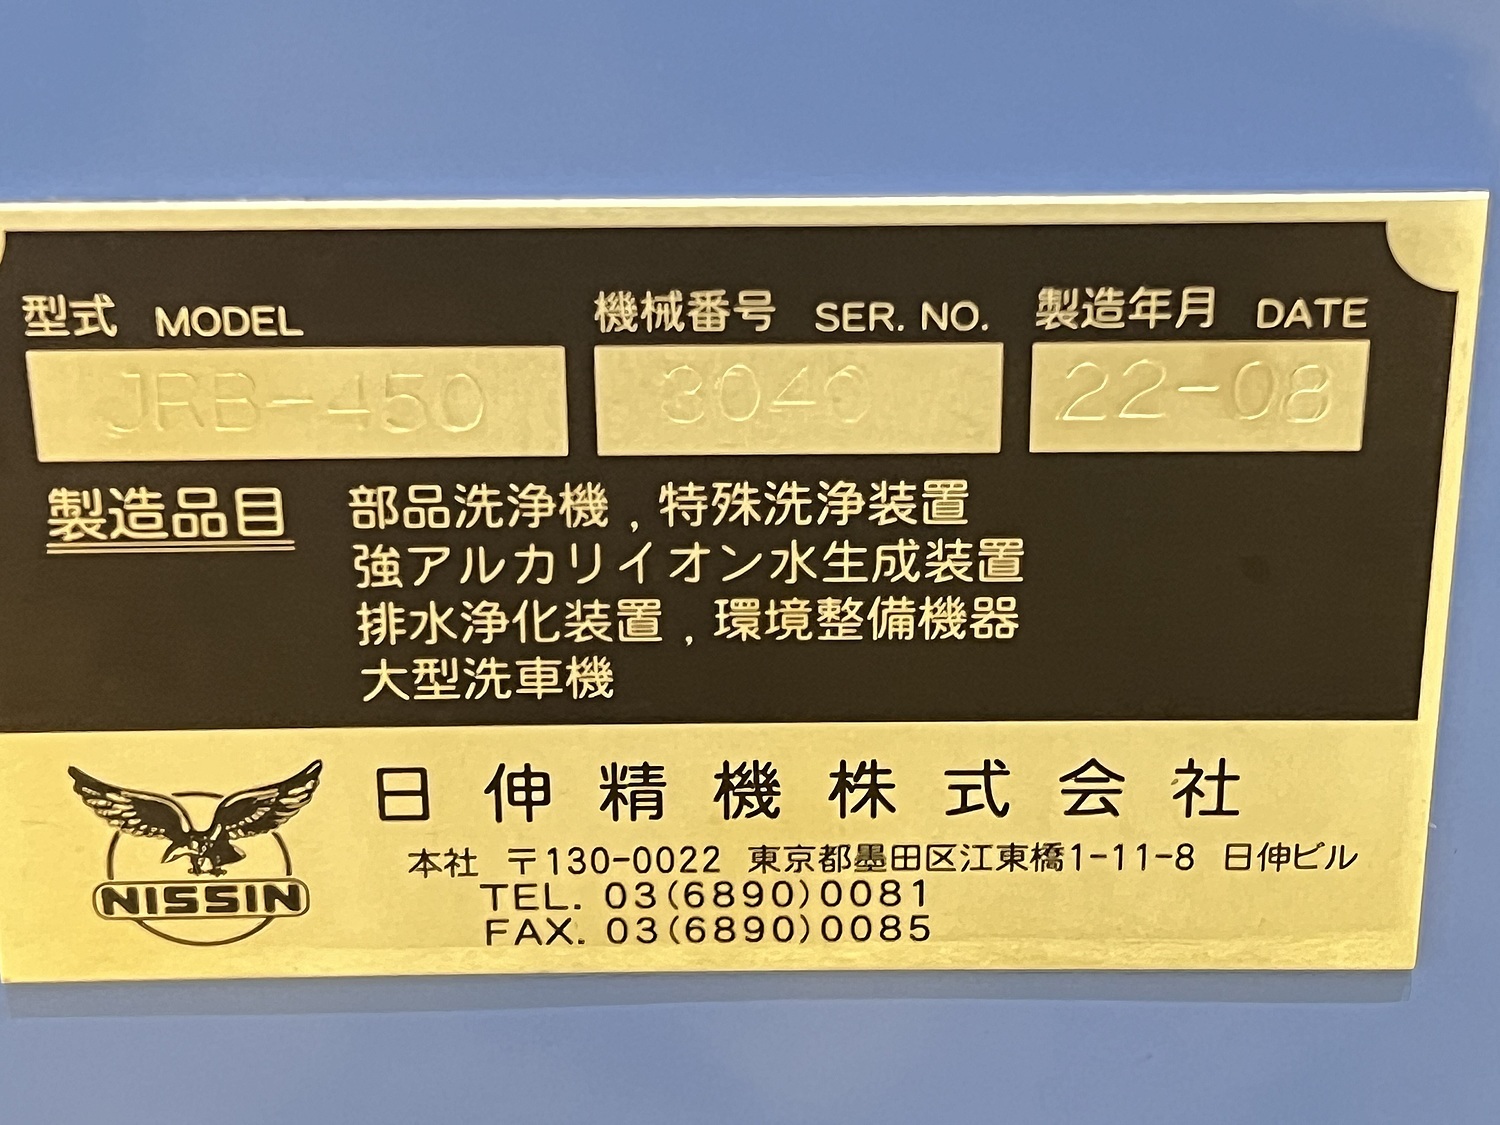 型式 MODEL 機械番号 SER. NO. 製造年月 DATE
JRB-450 3040 22-08
製造品目 部品洗浄機,特殊洗浄装置
強アルカリイオン水生成装置
排水浄化装置,環境整備機器
大型洗車機
日伸精機株式会社
本社 〒130-0022 東京都墨田区江東橋1-11-8 日伸ビル
NISSIN TEL. 03(6890)0081
FAX. 03(6890)0085